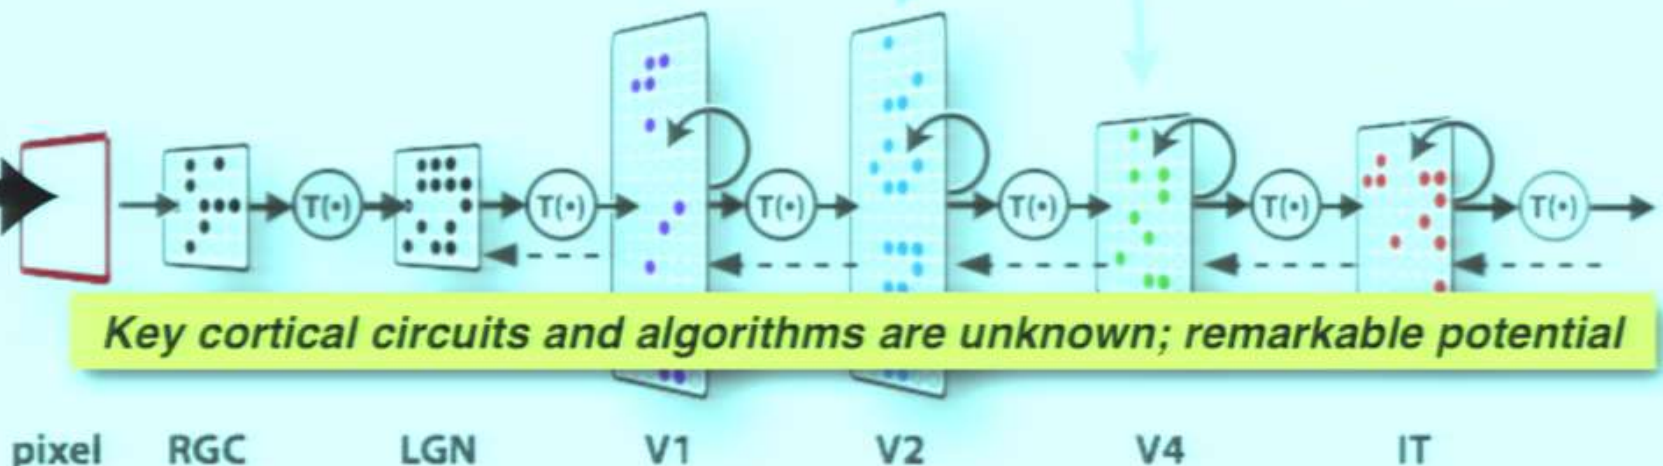 T(•) T(•) T(•) T(•) T(•) T(•)
Key cortical circuits and algorithms are unknown; remarkable potential
pixel RGC LGN V1 V2 V4 IT